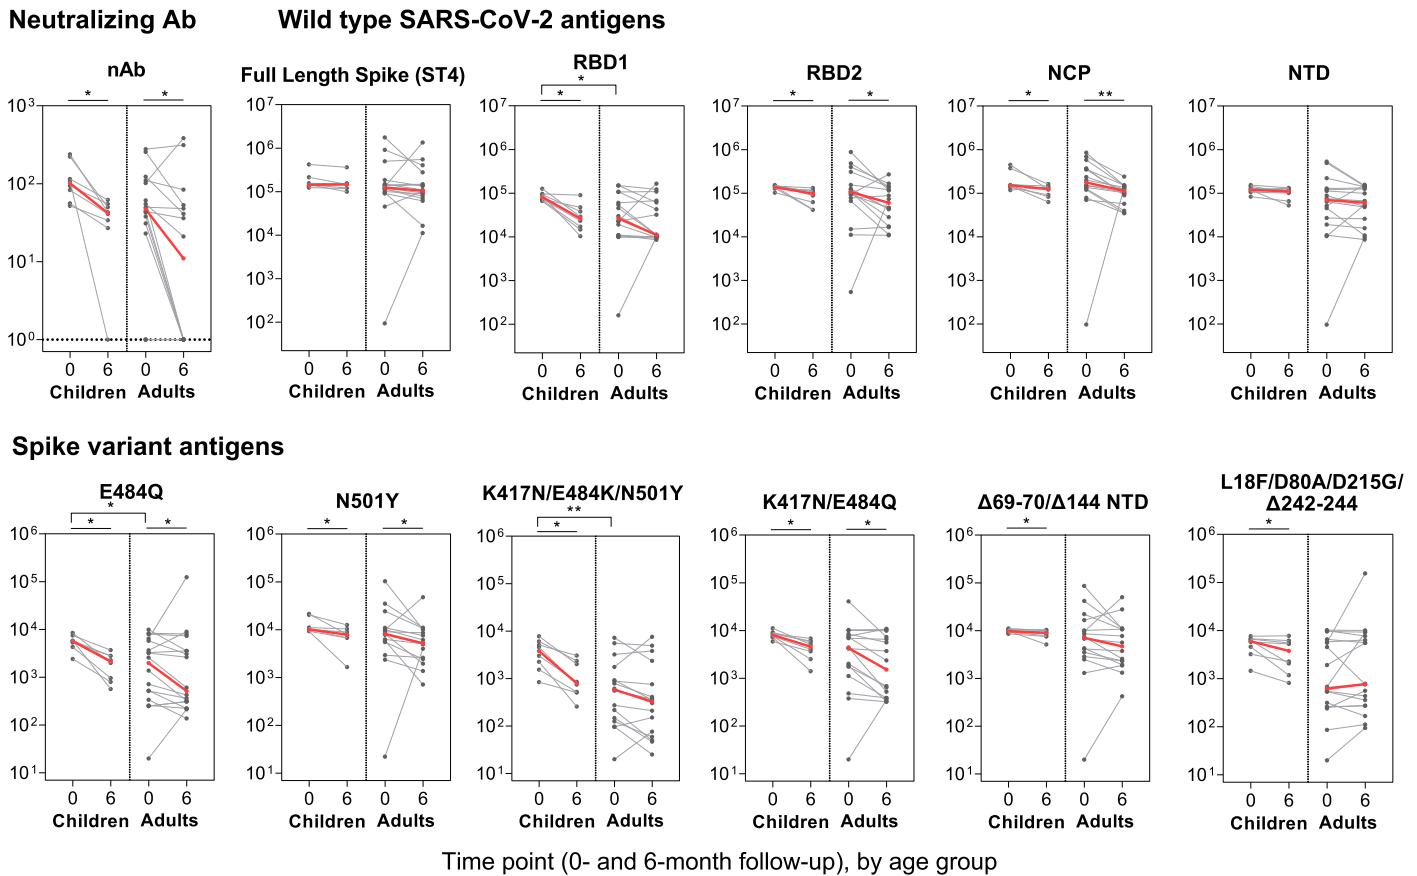 Neutralizing Ab
Wild type SARS-CoV-2 antigens
nAb
Full Length Spike (ST4)
RBD1
RBD2
NCP
NTD
* *
* *
* *
* **
10³ 10² 10¹ 10⁰
10⁷ 10⁶ 10⁵ 10⁴ 10³ 10²
10⁷ 10⁶ 10⁵ 10⁴ 10³ 10²
10⁷ 10⁶ 10⁵ 10⁴ 10³ 10²
10⁷ 10⁶ 10⁵ 10⁴ 10³ 10²
10⁷ 10⁶ 10⁵ 10⁴ 10³ 10²
0 6 0 6
Children Adults
0 6 0 6
Children Adults
0 6 0 6
Children Adults
0 6 0 6
Children Adults
0 6 0 6
Children Adults
0 6 0 6
Children Adults
Spike variant antigens
E484Q
N501Y
K417N/E484K/N501Y
K417N/E484Q
Δ69-70/Δ144 NTD
L18F/D80A/D215G/
Δ242-244
*
* *
* *
**
*
* *
*
*
10⁶ 10⁵ 10⁴ 10³ 10² 10¹
10⁶ 10⁵ 10⁴ 10³ 10² 10¹
10⁶ 10⁵ 10⁴ 10³ 10² 10¹
10⁶ 10⁵ 10⁴ 10³ 10² 10¹
10⁶ 10⁵ 10⁴ 10³ 10² 10¹
10⁶ 10⁵ 10⁴ 10³ 10² 10¹
0 6 0 6
Children Adults
0 6 0 6
Children Adults
0 6 0 6
Children Adults
0 6 0 6
Children Adults
0 6 0 6
Children Adults
0 6 0 6
Children Adults
Time point (0- and 6-month follow-up), by age group